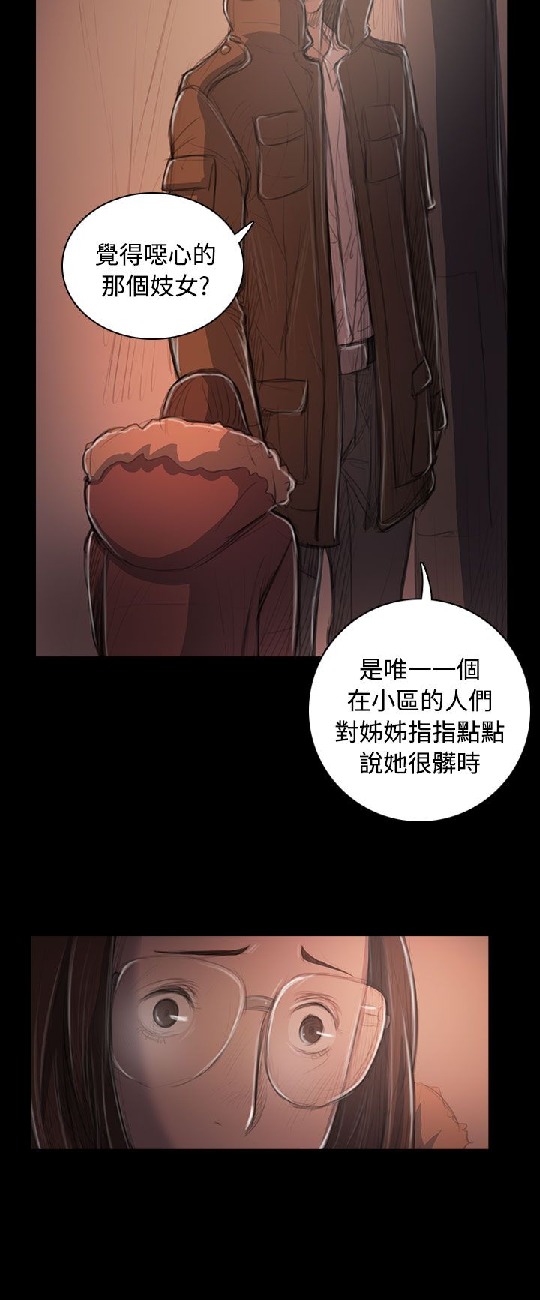 覺得噁心的
那個妓女?
是唯一一個
在小區的人們
對姊姊指指點點
說她很髒時